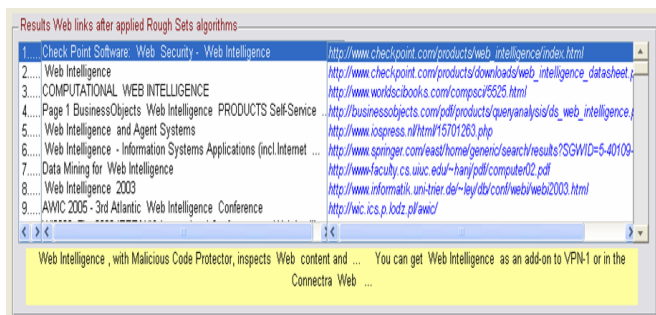 Results Web links after applied Rough Sets algorithms
1..... Check Point Software: Web Security - Web Intelligence http://www.checkpoint.com/products/web_intelligence/index.html
2..... Web Intelligence http://www.checkpoint.com/products/downloads/web_intelligence_datasheet.p
3..... COMPUTATIONAL WEB INTELLIGENCE http://www.worldscibooks.com/compsci/5525.html
4..... Page 1 BusinessObjects Web Intelligence PRODUCTS Self-Service ... http://businessobjects.com/pdf/products/queryanalysis/ds_web_intelligence.p
5..... Web Intelligence and Agent Systems http://www.iospress.nl/html/15701263.php
6..... Web Intelligence - Information Systems Applications (incl.Internet ... http://www.springer.com/east/home/generic/search/results?SGWID=5-40109-
7..... Data Mining for Web Intelligence http://www-faculty.cs.uiuc.edu/~hanj/pdf/computer02.pdf
8..... Web Intelligence 2003 http://www.informatik.uni-trier.de/~ley/db/conf/webi/webi2003.html
9..... AWIC 2005 - 3rd Atlantic Web Intelligence Conference http://wic.ics.p.lodz.pl/awic/
Web Intelligence , with Malicious Code Protector, inspects Web content and ... You can get Web Intelligence as an add-on to VPN-1 or in the
Connectra Web ...